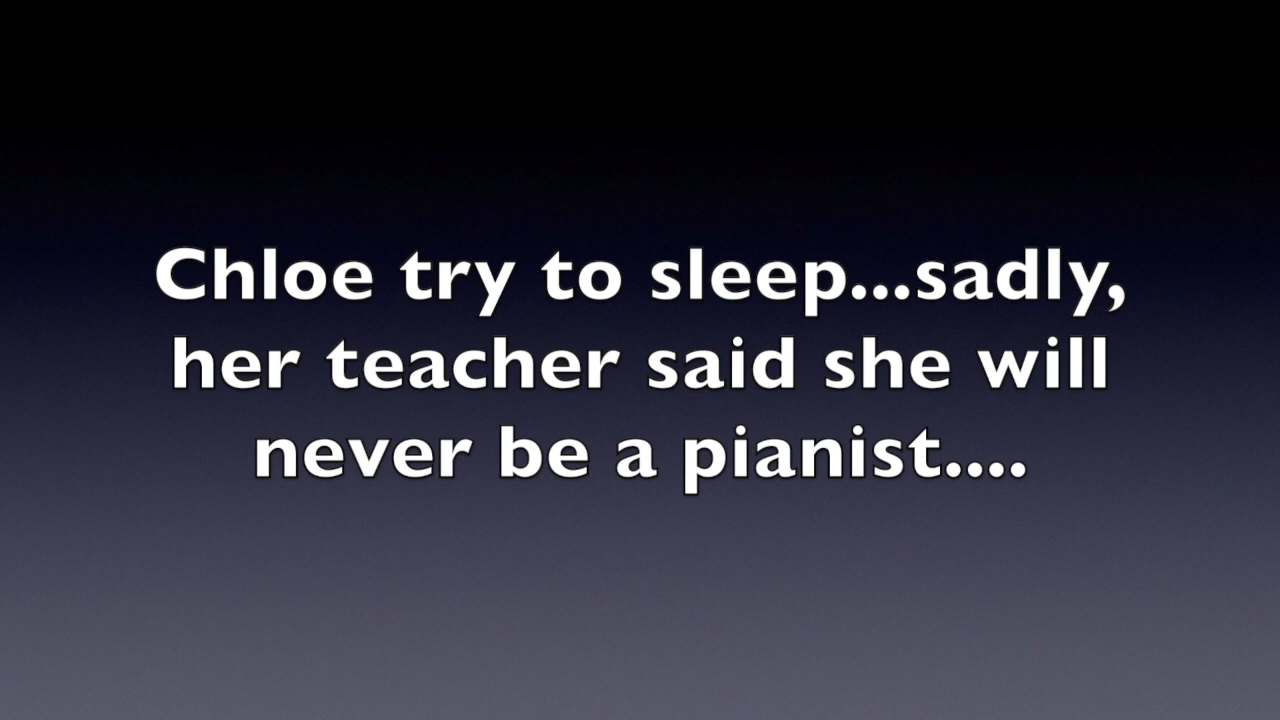 Chloe try to sleep...sadly,
her teacher said she will
never be a pianist....